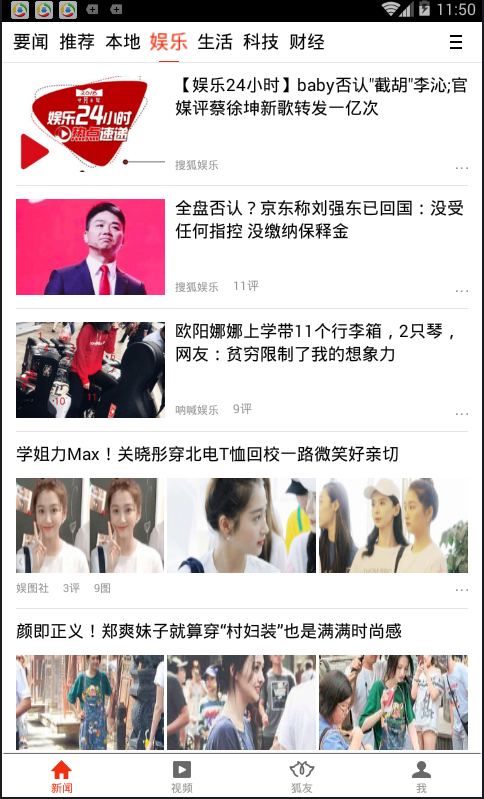 11:50
要闻 推荐 本地 娱乐 生活 科技 财经
2018
娱乐24小时
热点速递
【娱乐24小时】baby否认"截胡"李沁;官
媒评蔡徐坤新歌转发一亿次
搜狐娱乐
全盘否认？京东称刘强东已回国：没受
任何指控 没缴纳保释金
搜狐娱乐 11评
10
11
欧阳娜娜上学带11个行李箱，2只琴，
网友：贫穷限制了我的想象力
呐喊娱乐 9评
学姐力Max！关晓彤穿北电T恤回校一路微笑好亲切
娱图社 3评 9图
颜即正义！郑爽妹子就算穿“村妇装”也是满满时尚感
新闻 视频 狐友 我